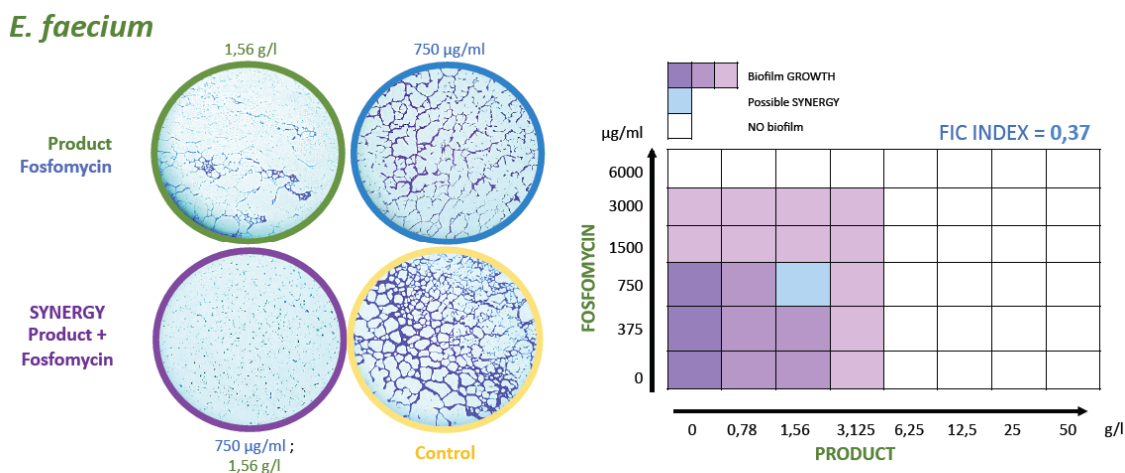 E. faecium
1,56 g/l
750 µg/ml
Product
Fosfomycin
SYNERGY
Product +
Fosfomycin
750 µg/ml ;
1,56 g/l
Control
Biofilm GROWTH
Possible SYNERGY
NO biofilm
µg/ml
FIC INDEX = 0,37
6000
3000
1500
750
375
0
FOSFOMYCIN
0 0,78 1,56 3,125 6,25 12,5 25 50 g/l
PRODUCT